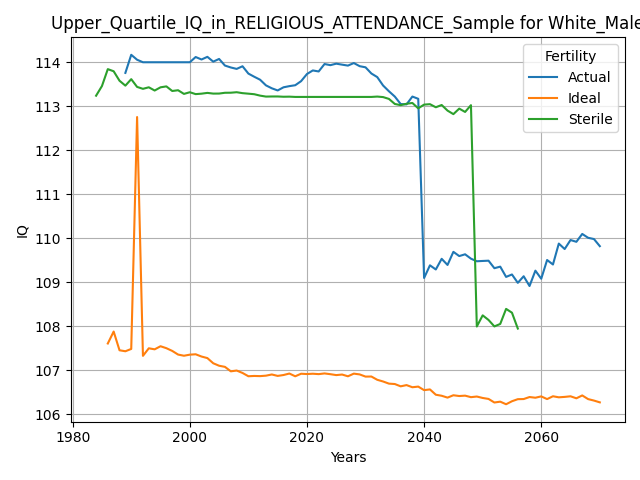 Upper_Quartile_IQ_in_RELIGIOUS_ATTENDANCE_Sample for White_Male
Fertility
Actual
Ideal
Sterile
IQ
114
113
112
111
110
109
108
107
106
1980
2000
2020
2040
2060
Years